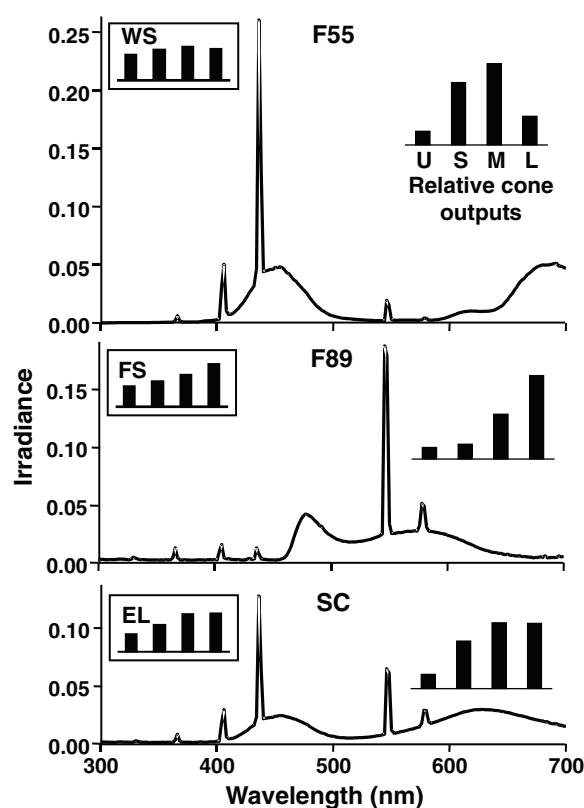 WS
F55
0.25
0.20
0.15
0.10
0.05
0.00
U S M L
Relative cone
outputs
FS
F89
0.15
0.10
0.05
0.00
Irradiance
EL
SC
0.10
0.05
0.00
300 400 500 600 700
Wavelength (nm)